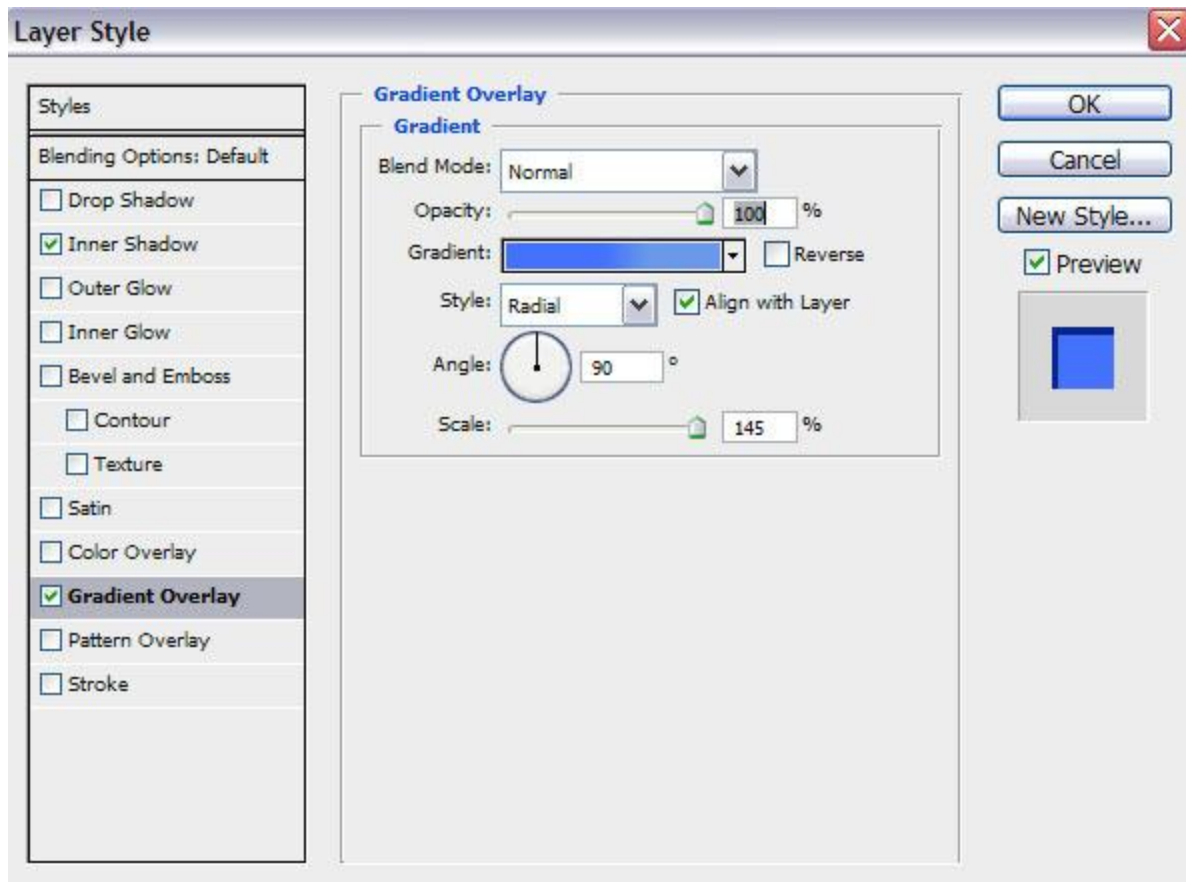 Layer Style
Styles
Blending Options: Default
Drop Shadow
Inner Shadow
Outer Glow
Inner Glow
Bevel and Emboss
Contour
Texture
Satin
Color Overlay
Gradient Overlay
Pattern Overlay
Stroke
Gradient Overlay
Gradient
Blend Mode: Normal
Opacity: 100 %
Gradient: Reverse
Style: Radial Align with Layer
Angle: 90 °
Scale: 145 %
OK
Cancel
New Style...
Preview